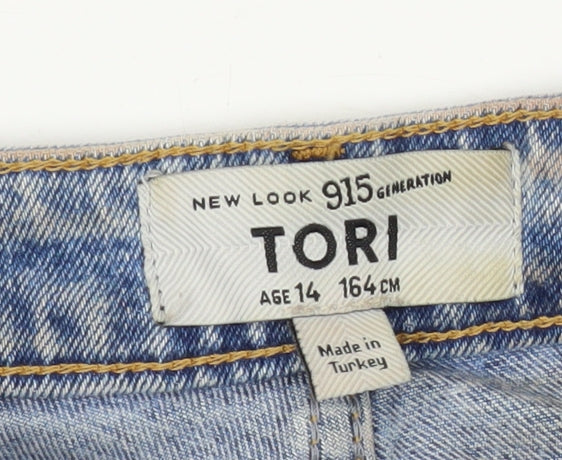 NEW LOOK 915 GENERATION
TORI
AGE 14 164 CM
Made in
Turkey